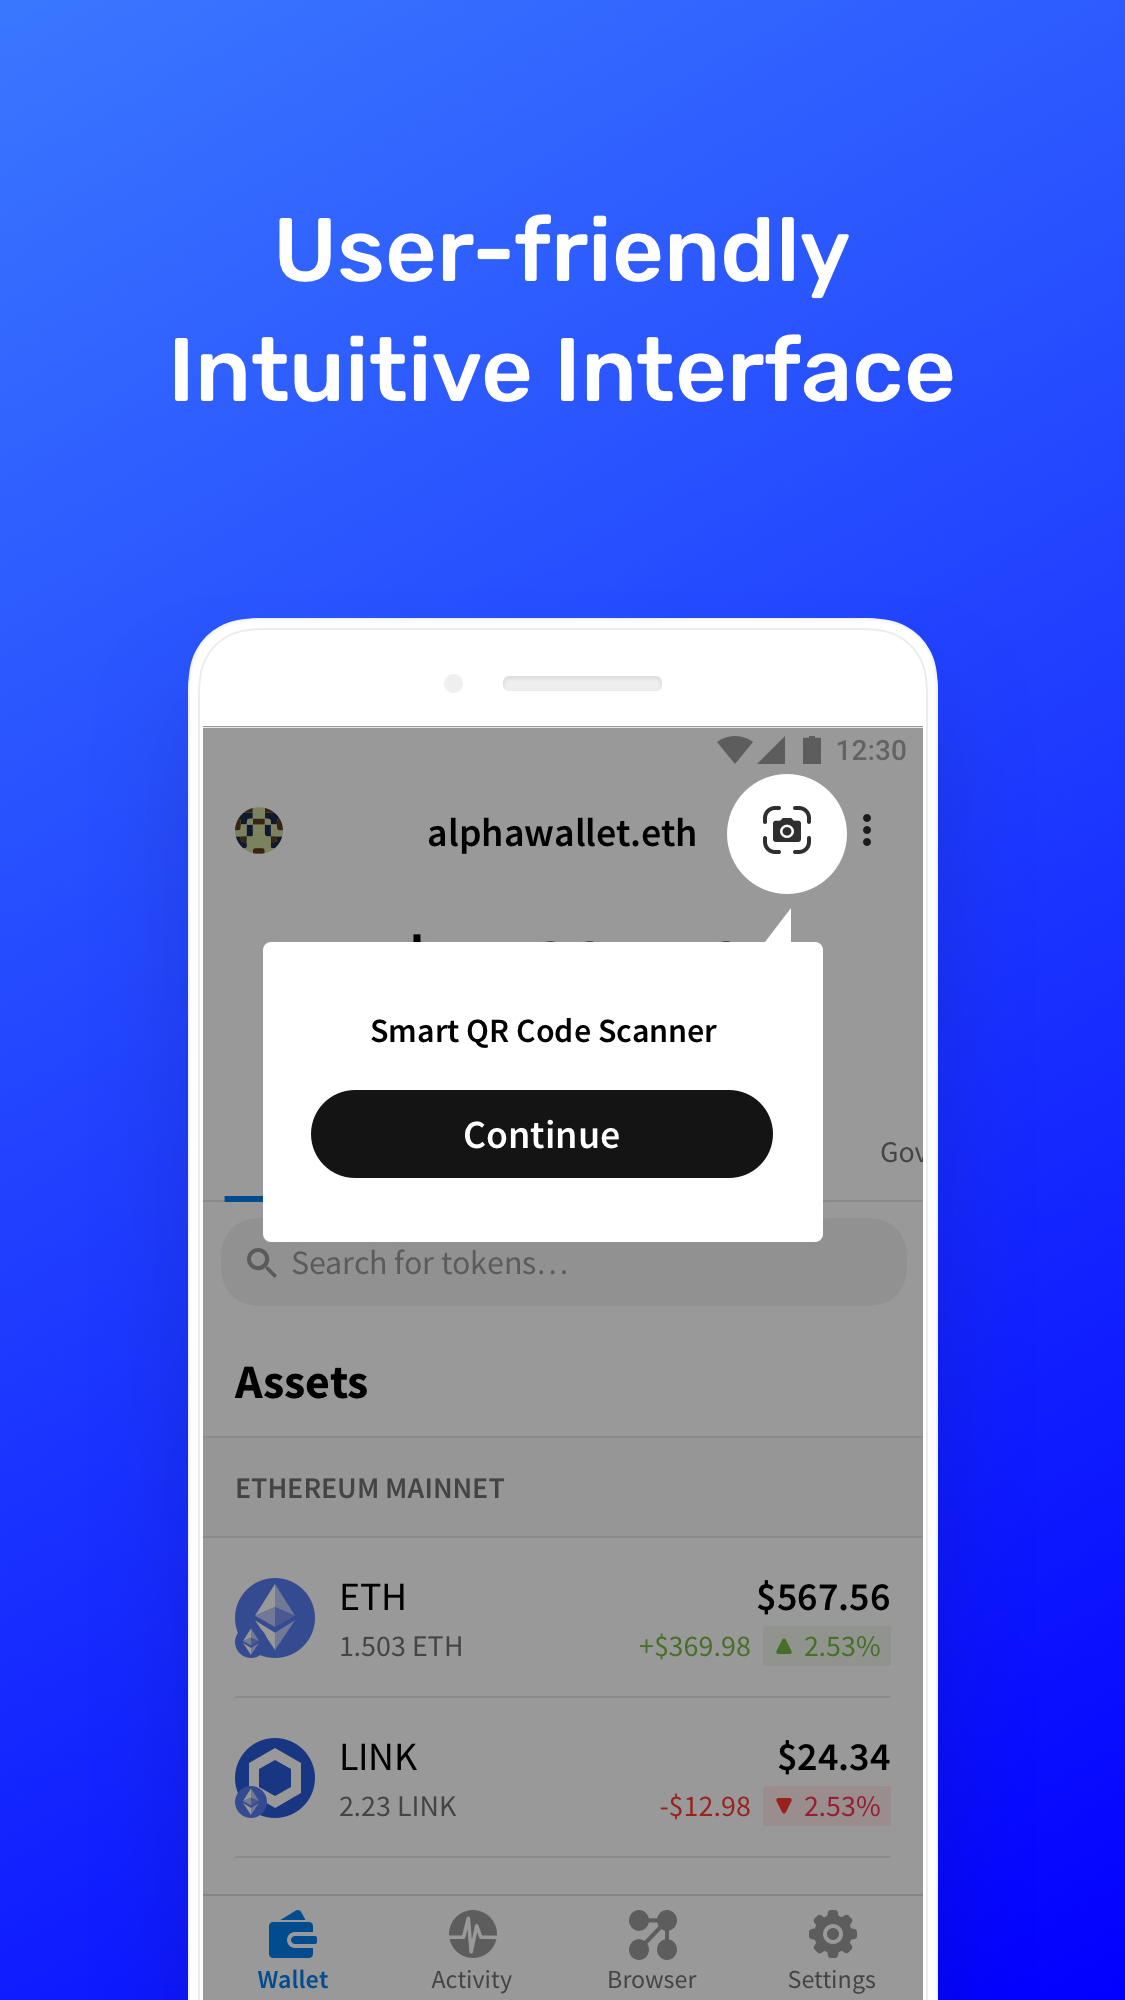 User-friendly
Intuitive Interface
12:30
alphawallet.eth
Smart QR Code Scanner
Continue
Search for tokens...
Assets
ETHEREUM MAINNET
ETH
$567.56
1.503 ETH
+$369.98
2.53%
LINK
$24.34
2.23 LINK
-$12.98
2.53%
Wallet
Activity
Browser
Settings